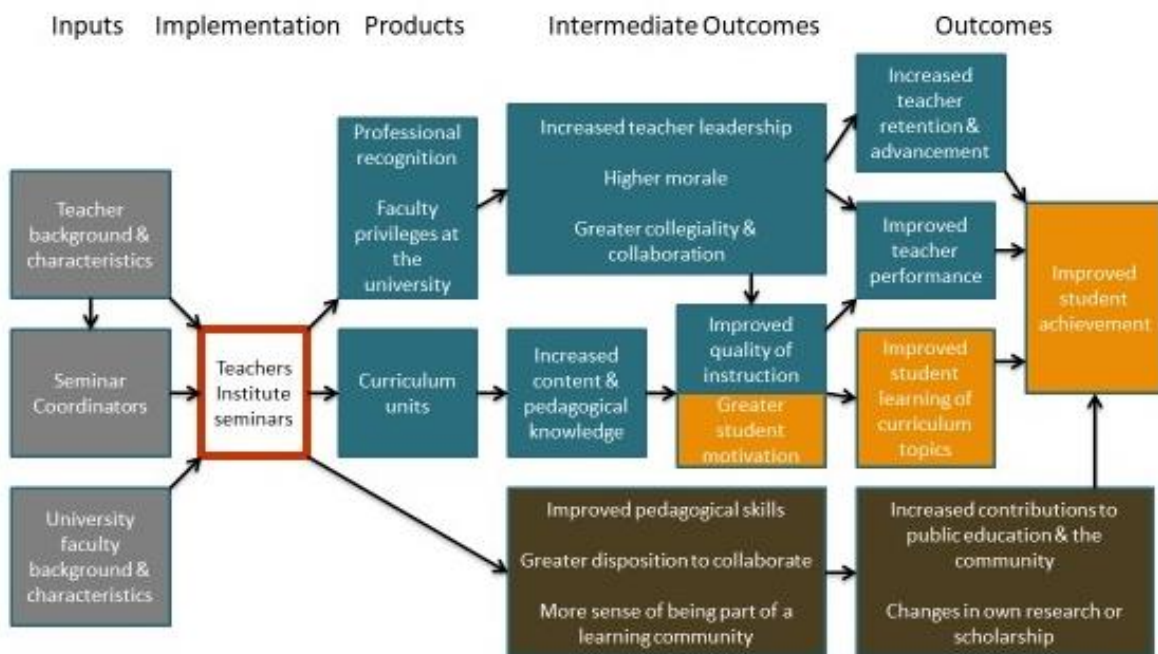 Inputs
Implementation
Products
Intermediate Outcomes
Outcomes
Teacher
background &
characteristics
Seminar
Coordinators
University
faculty
background &
characteristics
Teachers
Institute
seminars
Professional
recognition
Faculty
privileges at
the
university
Curriculum
units
Increased teacher leadership
Higher morale
Greater collegiality &
collaboration
Increased
content &
pedagogical
knowledge
Improved
quality of
instruction
Greater
student
motivation
Improved pedagogical skills
Greater disposition to collaborate
More sense of being part of a
learning community
Increased
teacher
retention &
advancement
Improved
teacher
performance
Improved
student
learning of
curriculum
topics
Increased contributions to
public education & the
community
Changes in own research or
scholarship
Improved
student
achievement